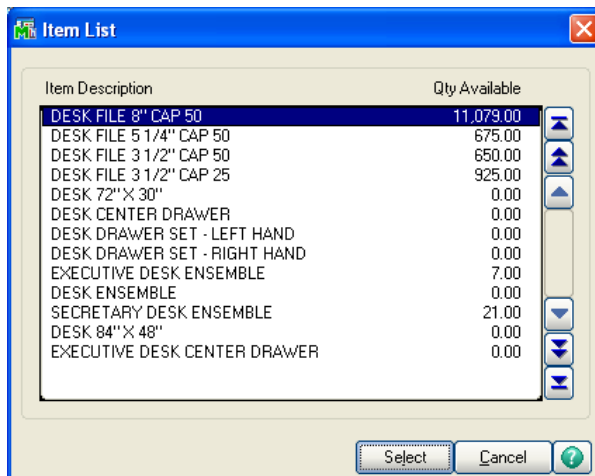 Item List
Item Description Qty Available
DESK FILE 8" CAP 50 11,079.00
DESK FILE 5 1/4" CAP 50 675.00
DESK FILE 3 1/2" CAP 50 650.00
DESK FILE 3 1/2" CAP 25 925.00
DESK 72" X 30" 0.00
DESK CENTER DRAWER 0.00
DESK DRAWER SET - LEFT HAND 0.00
DESK DRAWER SET - RIGHT HAND 0.00
EXECUTIVE DESK ENSEMBLE 7.00
DESK ENSEMBLE 0.00
SECRETARY DESK ENSEMBLE 21.00
DESK 84" X 48" 0.00
EXECUTIVE DESK CENTER DRAWER 0.00
Select Cancel ?